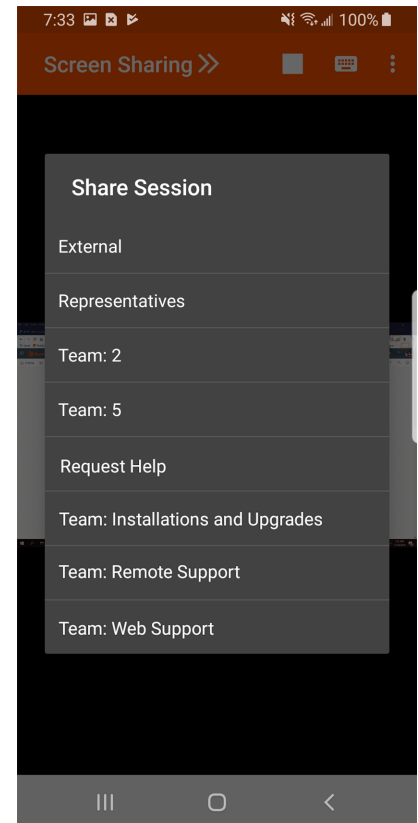 7:33 100%
Screen Sharing
Share Session
External
Representatives
Team: 2
Team: 5
Request Help
Team: Installations and Upgrades
Team: Remote Support
Team: Web Support